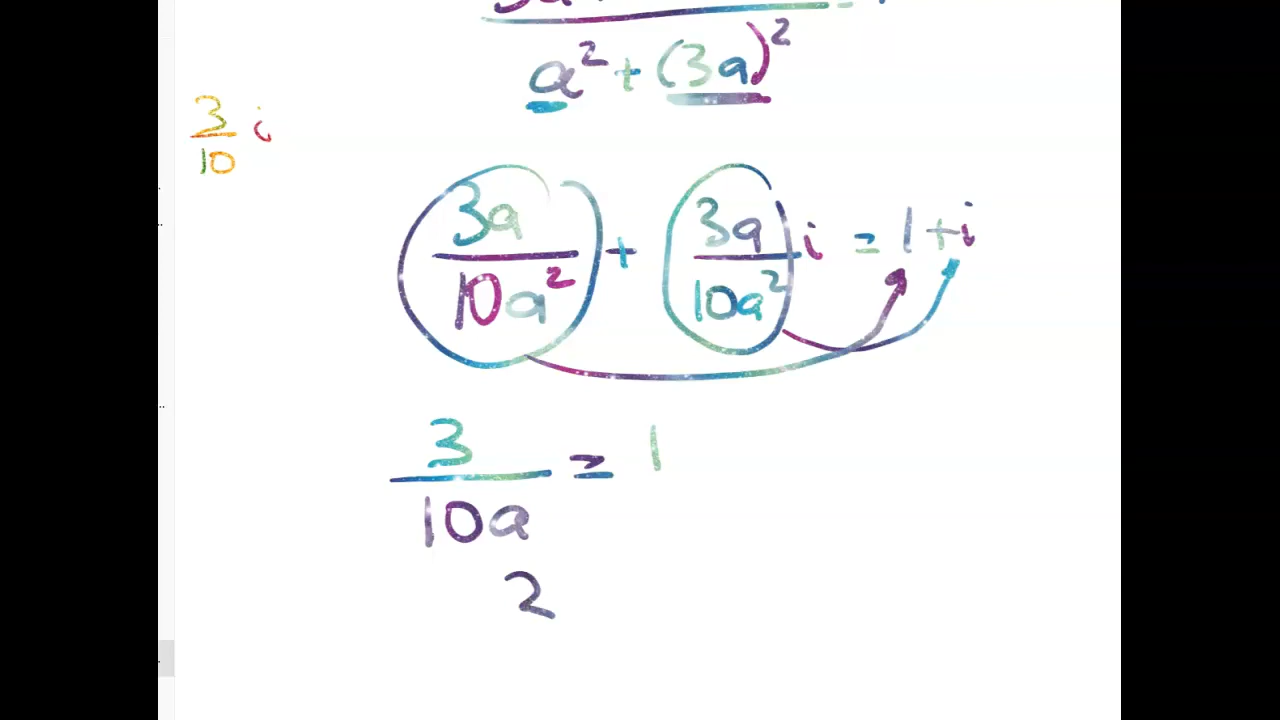 a² + (3a)²
3/10 i
3a/10a² + 3a/10a² i = 1 + i
3/10a = 1
2